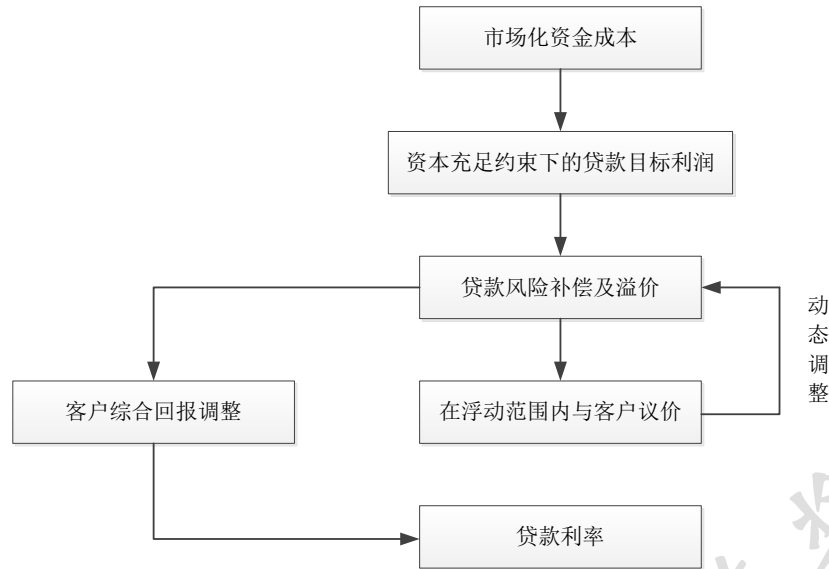 市场化资金成本
资本充足约束下的贷款目标利润
贷款风险补偿及溢价
动
态
调
整
客户综合回报调整
在浮动范围内与客户议价
贷款利率